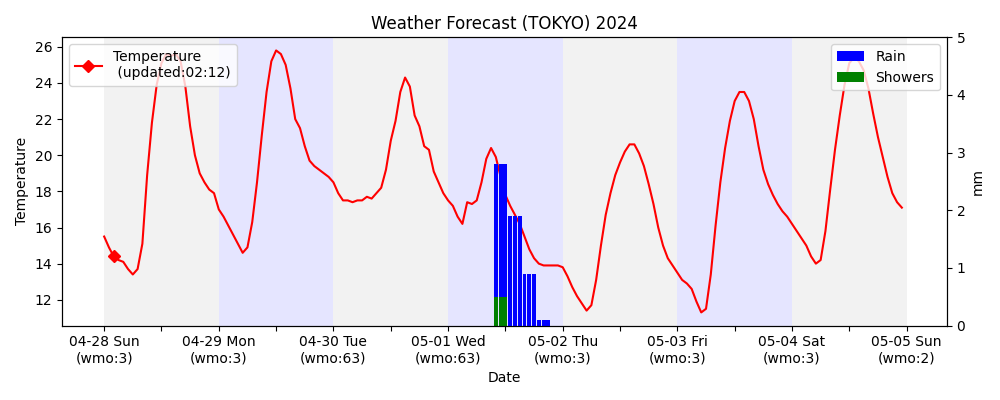 Weather Forecast (TOKYO) 2024
Temperature
(updated:02:12)
Rain
Showers
26
24
22
20
18
16
14
12
Temperature
5
4
3
2
1
0
mm
04-28 Sun
(wmo:3)
04-29 Mon
(wmo:3)
04-30 Tue
(wmo:63)
05-01 Wed
(wmo:63)
05-02 Thu
(wmo:3)
05-03 Fri
(wmo:3)
05-04 Sat
(wmo:3)
05-05 Sun
(wmo:2)
Date